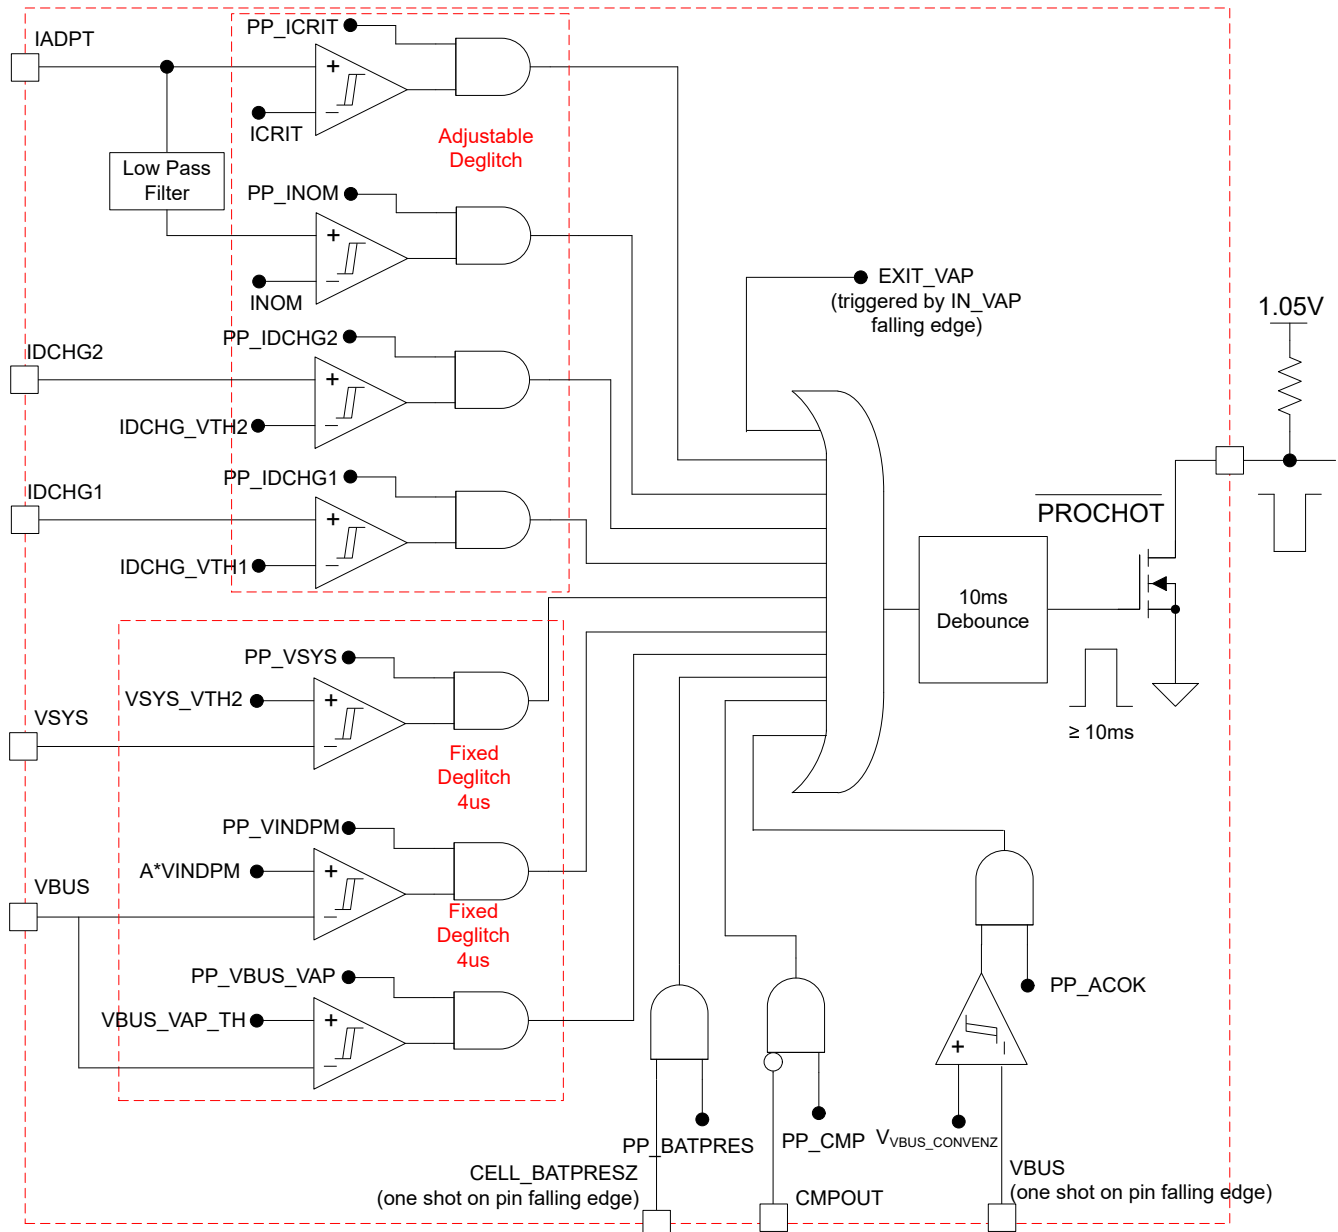 IADPT
PP_ICRIT
+
−
ICRIT
Adjustable
Deglitch
Low Pass
Filter
PP_INOM
+
−
INOM
EXIT_VAP
(triggered by IN_VAP
falling edge)
1.05V
IDCHG2
PP_IDCHG2
+
−
IDCHG_VTH2
IDCHG1
PP_IDCHG1
+
−
IDCHG_VTH1
PROCHOT
10ms
Debounce
≥ 10ms
PP_VSYS
VSYS_VTH2
+
−
VSYS
Fixed
Deglitch
4us
PP_VINDPM
A*VINDPM
+
−
VBUS
Fixed
Deglitch
4us
PP_VBUS_VAP
VBUS_VAP_TH
+
−
PP_ACOK
+
−
PP_BATPRES
PP_CMP
VVBUS_CONVENZ
CELL_BATPRESZ
(one shot on pin falling edge)
CMPOUT
VBUS
(one shot on pin falling edge)